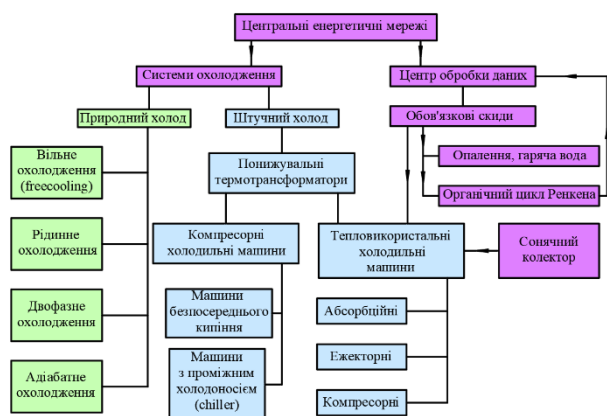 Центральні енергетичні мережі
Системи охолодження
Центр обробки даних
Природний холод
Штучний холод
Обов'язкові скиди
Вільне
охолодження
(freecooling)
Понижувальні
термотрансформатори
Опалення, гаряча вода
Органічний цикл Ренкена
Рідинне
охолодження
Компресорні
холодильні машини
Тепловикористальні
холодильні
машини
Сонячний
колектор
Двофазне
охолодження
Машини
безпосереднього
кипіння
Абсорбційні
Ежекторні
Адіабатне
охолодження
Машини
з проміжним
холодоносієм
(chiller)
Компресорні